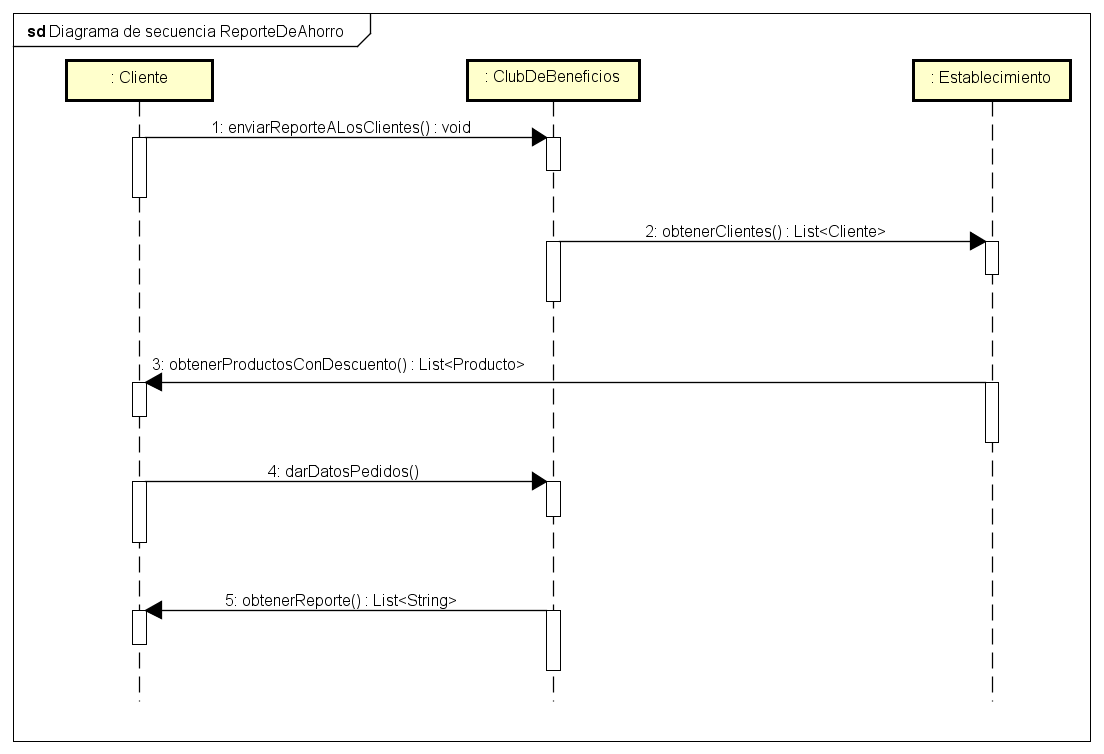 sd Diagrama de secuencia ReporteDeAhorro
: Cliente
: ClubDeBeneficios
: Establecimiento
1: enviarReporteALosClientes() : void
2: obtenerClientes() : List<Cliente>
3: obtenerProductosConDescuento() : List<Producto>
4: darDatosPedidos()
5: obtenerReporte() : List<String>